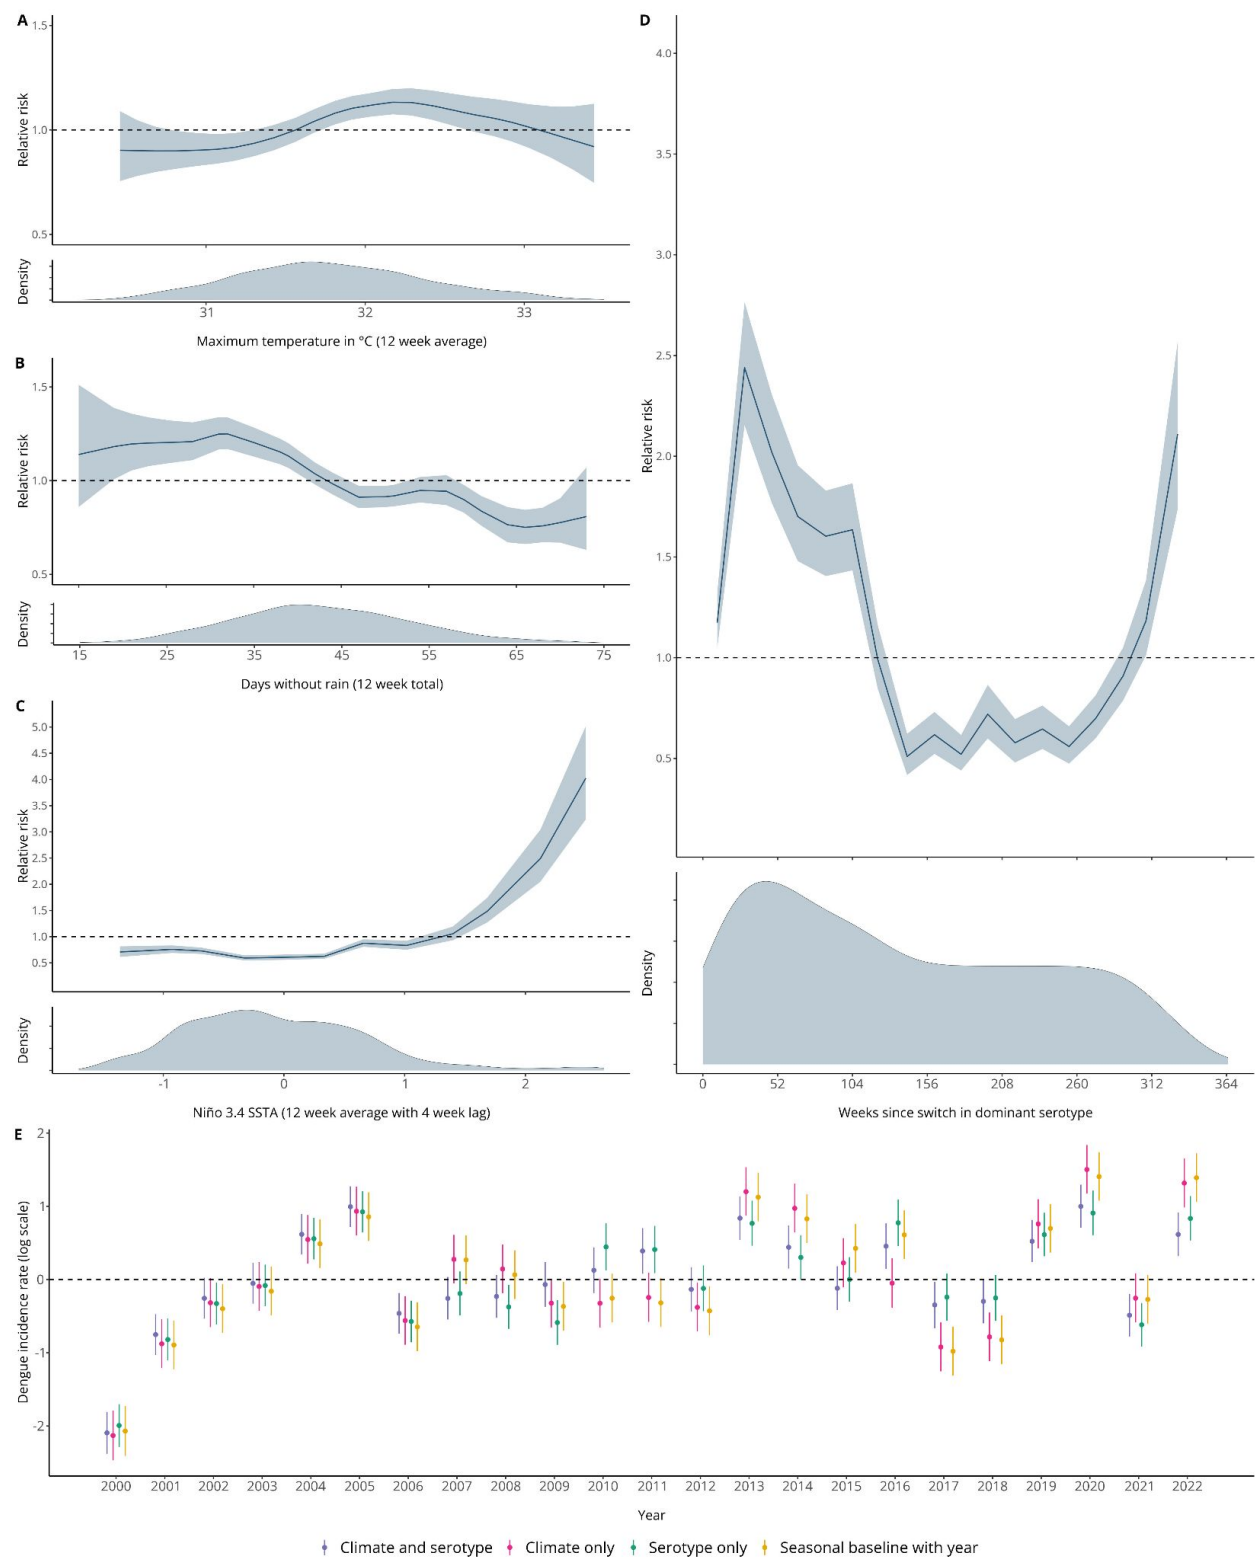 A
1.5
1.0
0.5
Relative risk
Density
31 32 33
Maximum temperature in °C (12 week average)
B
1.5
1.0
0.5
Relative risk
Density
15 25 35 45 55 65 75
Days without rain (12 week total)
C
5.0
4.5
4.0
3.5
3.0
2.5
2.0
1.5
1.0
0.5
Relative risk
Density
-1 0 1 2
Niño 3.4 SSTA (12 week average with 4 week lag)
D
4.0
3.5
3.0
2.5
2.0
1.5
1.0
0.5
Relative risk
Density
0 52 104 156 208 260 312 364
Weeks since switch in dominant serotype
E
2
1
0
-1
-2
Dengue incidence rate (log scale)
2000 2001 2002 2003 2004 2005 2006 2007 2008 2009 2010 2011 2012 2013 2014 2015 2016 2017 2018 2019 2020 2021 2022
Year
Climate and serotype Climate only Serotype only Seasonal baseline with year